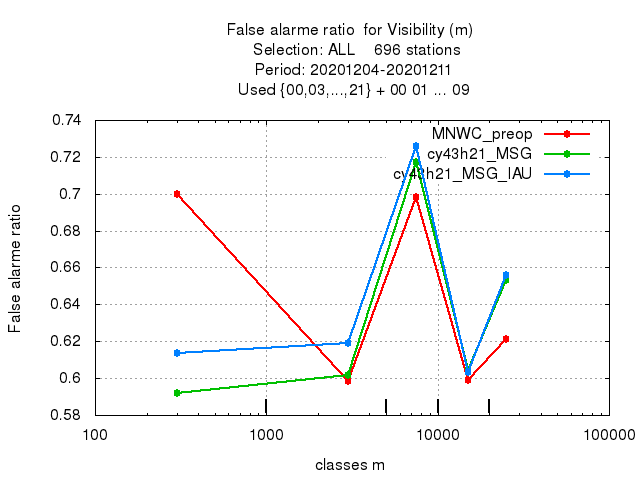 False alarme ratio  for Visibility (m)
Selection: ALL    696 stations
Period: 20201204-20201211
Used {00,03,...,21} + 00 01 ... 09
MNWC_preop
cy43h21_MSG
cy43h21_MSG_IAU
0.74
0.72
0.7
0.68
0.66
0.64
0.62
0.6
0.58
False alarme ratio
100
1000
10000
100000
classes m